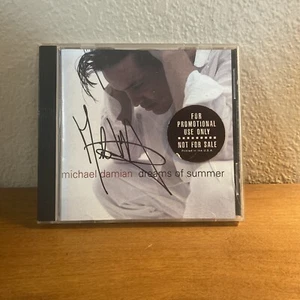 FOR
PROMOTIONAL
USE ONLY
NOT FOR SALE
michael damian dreams of summer